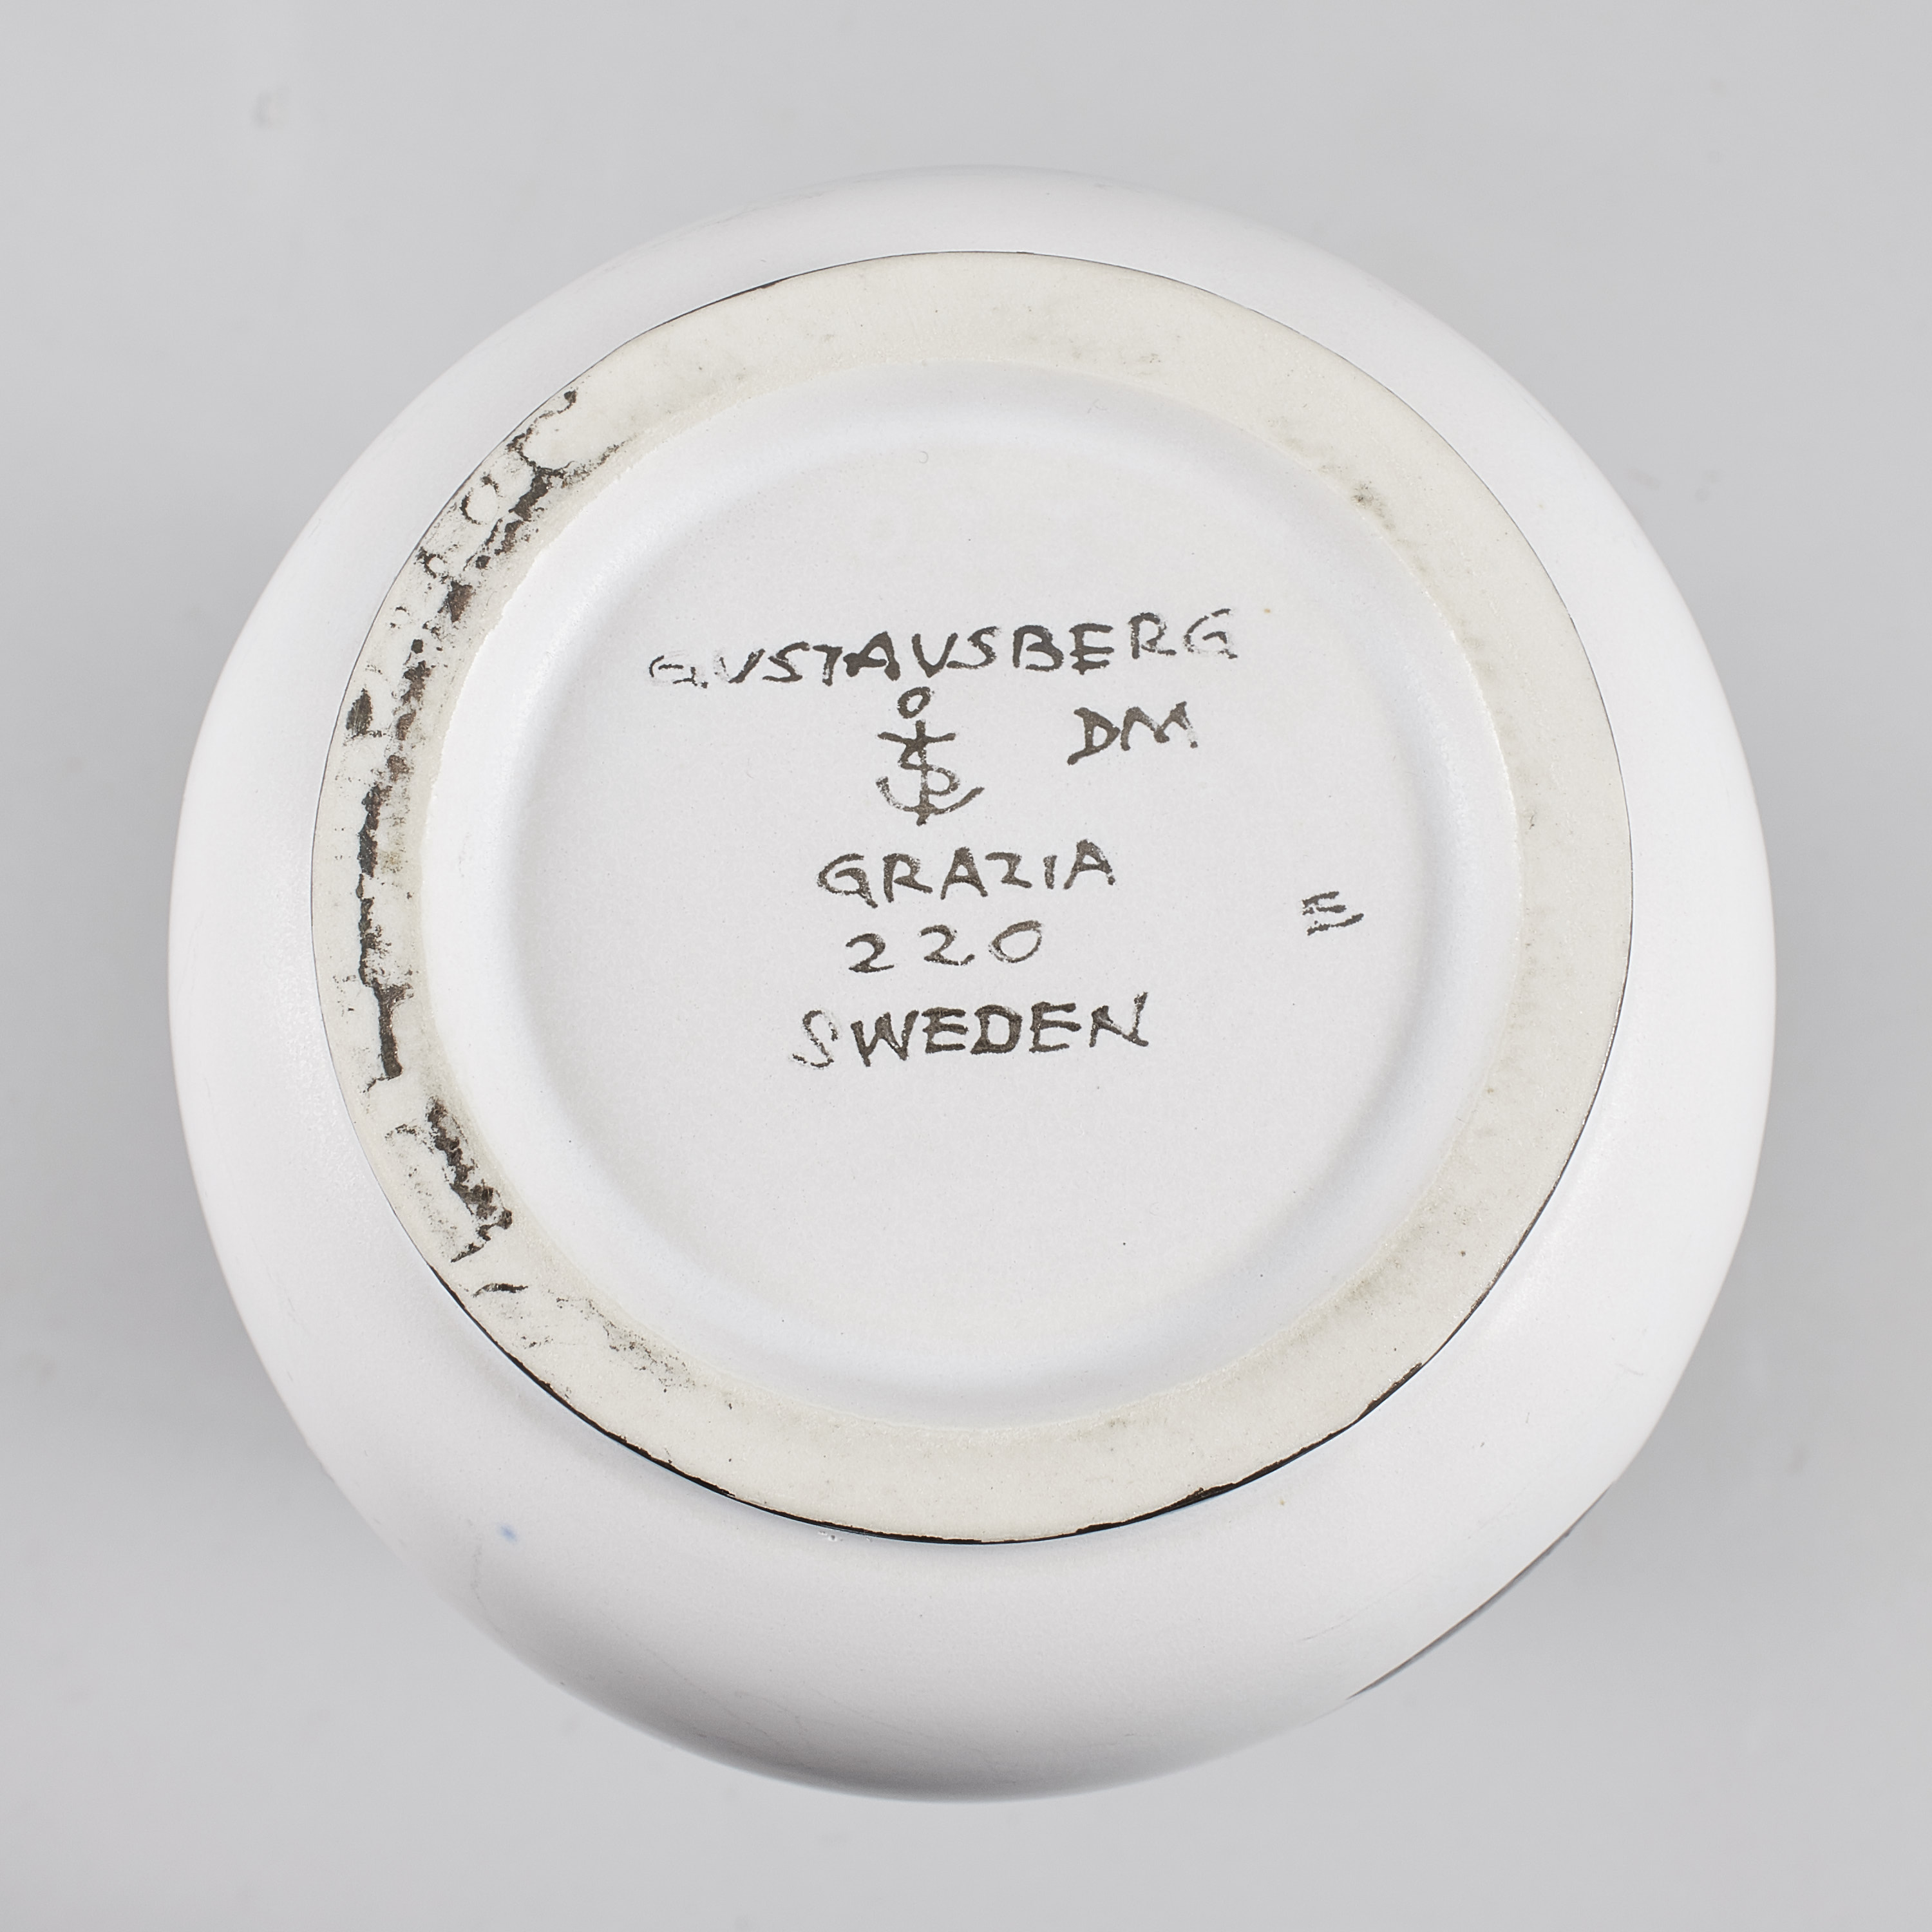 GUSTAVSBERG
DM
GRAZIA
220
E
SWEDEN